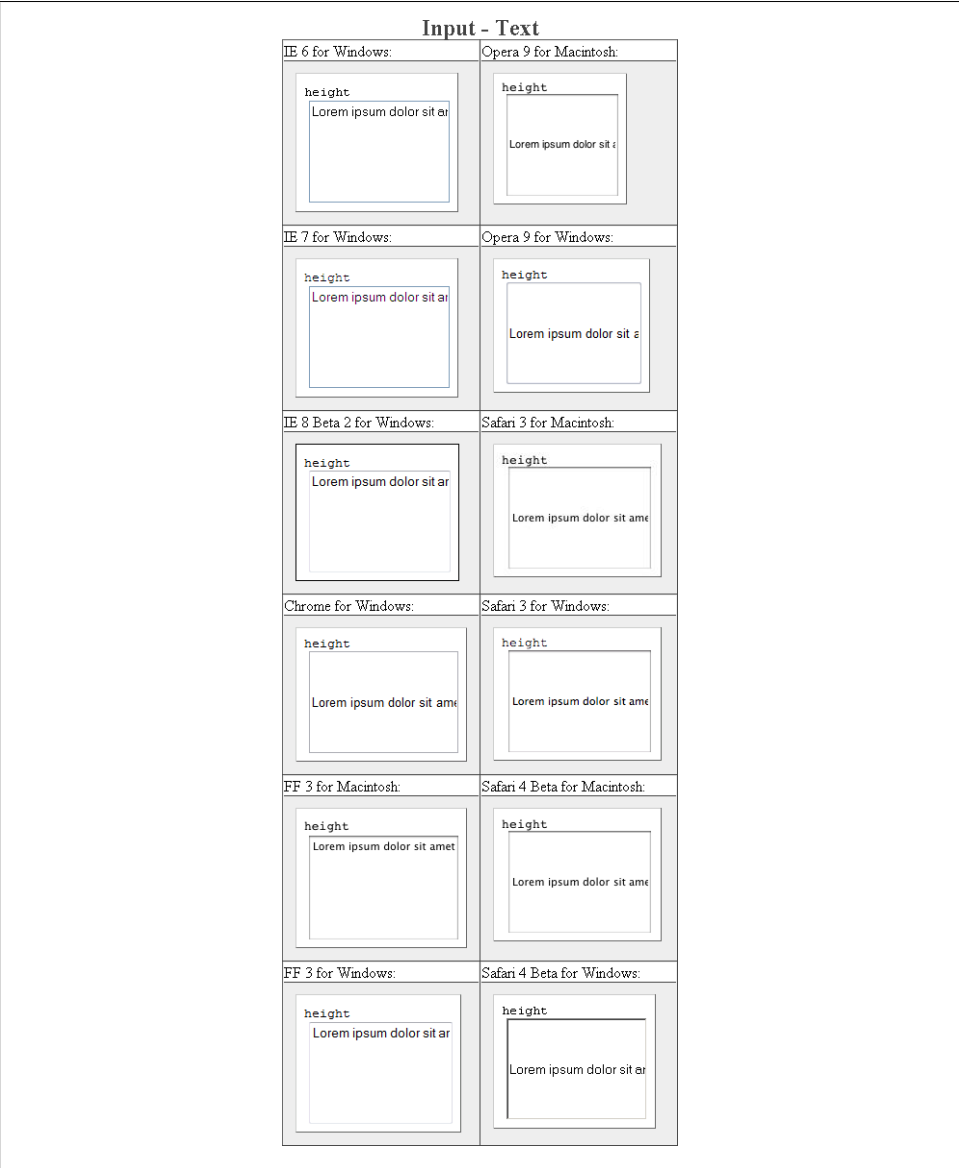 Input - Text
IE 6 for Windows:
height
Lorem ipsum dolor sit ar
Opera 9 for Macintosh:
height
Lorem ipsum dolor sit a
IE 7 for Windows:
height
Lorem ipsum dolor sit ar
Opera 9 for Windows:
height
Lorem ipsum dolor sit a
IE 8 Beta 2 for Windows:
height
Lorem ipsum dolor sit ar
Safari 3 for Macintosh:
height
Lorem ipsum dolor sit ame
Chrome for Windows:
height
Lorem ipsum dolor sit ame
Safari 3 for Windows:
height
Lorem ipsum dolor sit ame
FF 3 for Macintosh:
height
Lorem ipsum dolor sit amet
Safari 4 Beta for Macintosh:
height
Lorem ipsum dolor sit ame
FF 3 for Windows:
height
Lorem ipsum dolor sit ar
Safari 4 Beta for Windows:
height
Lorem ipsum dolor sit ar